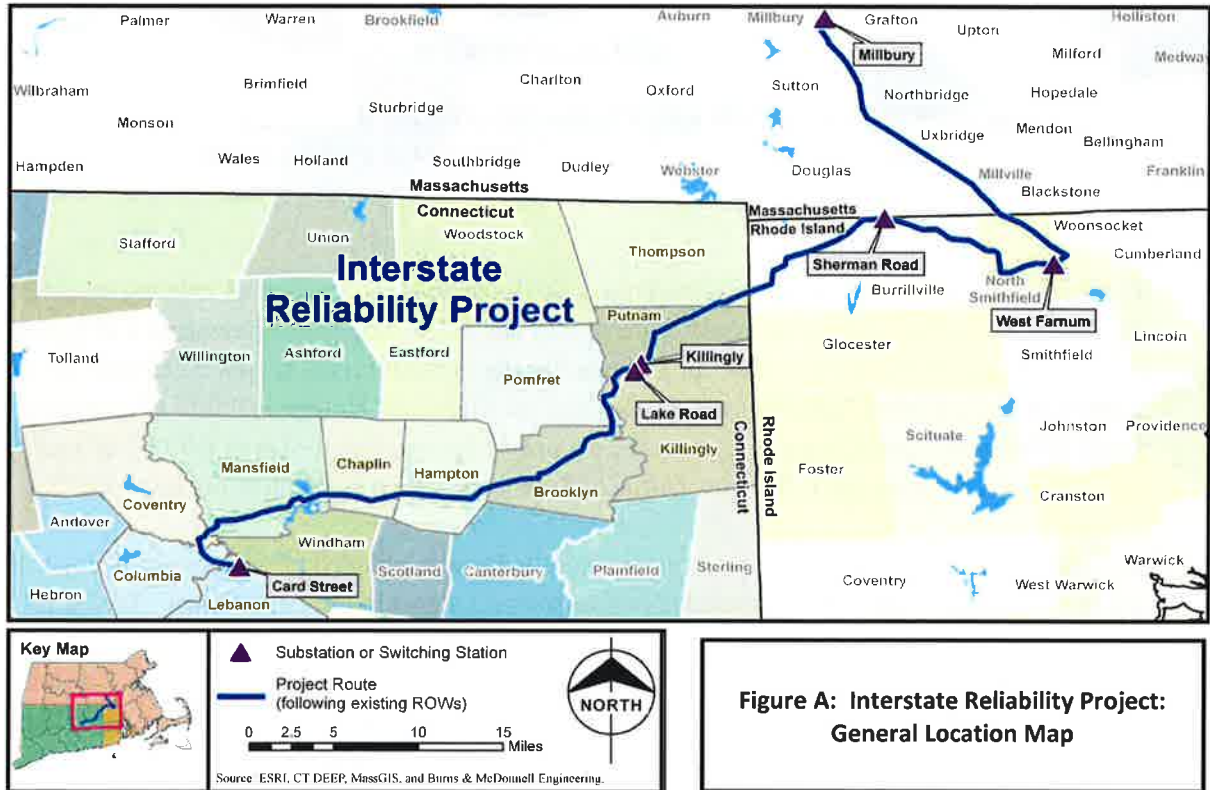 Palmer
Warren
Brookfield
Auburn
Millbury
Grafton
Upton
Holliston
Millbury
Milford
Medway
Wilbraham
Brimfield
Charlton
Oxford
Sutton
Northbridge
Hopedale
Monson
Sturbridge
Uxbridge
Mendon
Bellingham
Hampden
Wales
Holland
Southbridge
Dudley
Webster
Douglas
Millville
Franklin
Blackstone
Massachusetts
Connecticut
Massachusetts
Rhode Island
Stafford
Union
Woodstock
Thompson
Woonsocket
Cumberland
Interstate
Reliability Project
Sherman Road
Burrillville
North
Smithfield
West Farnum
Putnam
Lincoln
Tolland
Willington
Ashford
Eastford
Pomfret
Killingly
Glocester
Smithfield
Lake Road
Connecticut
Rhode Island
Mansfield
Chaplin
Hampton
Killingly
Scituate
Johnston
Providence
Foster
Coventry
Brooklyn
Cranston
Andover
Windham
Columbia
Scotland
Canterbury
Plainfield
Sterling
Coventry
West Warwick
Warwick
Hebron
Lebanon
Card Street
Key Map
Substation or Switching Station
Project Route
(following existing ROWs)
0 2.5 5 10 15
Miles
NORTH
Source: ESRI, CT DEEP, MassGIS, and Burns & McDonnell Engineering.
Figure A: Interstate Reliability Project:
General Location Map